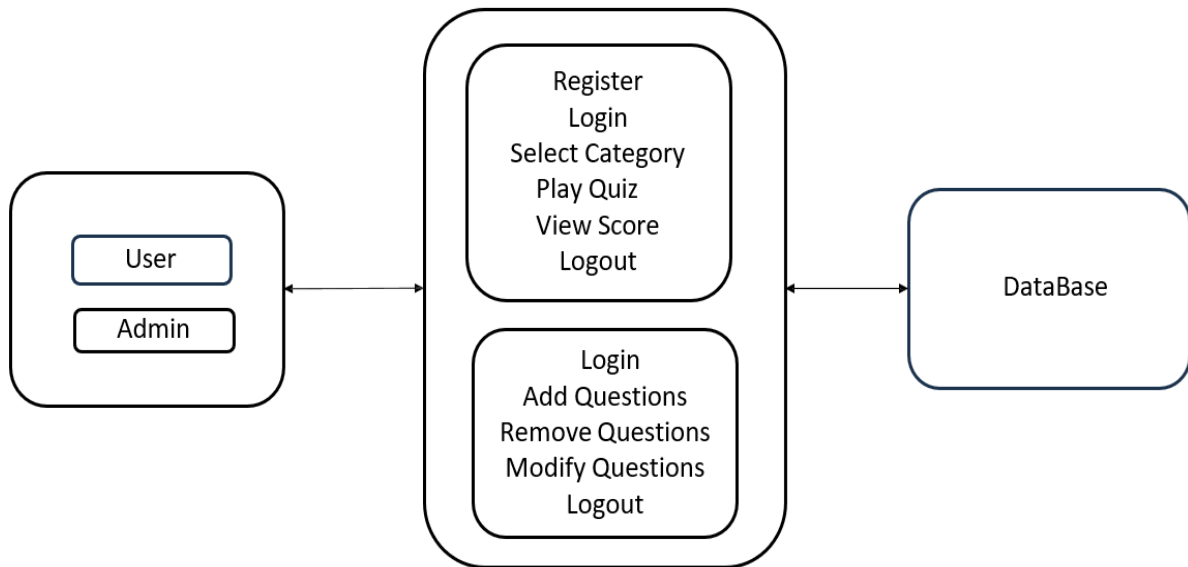 User
Admin
Register
Login
Select Category
Play Quiz
View Score
Logout
Login
Add Questions
Remove Questions
Modify Questions
Logout
DataBase